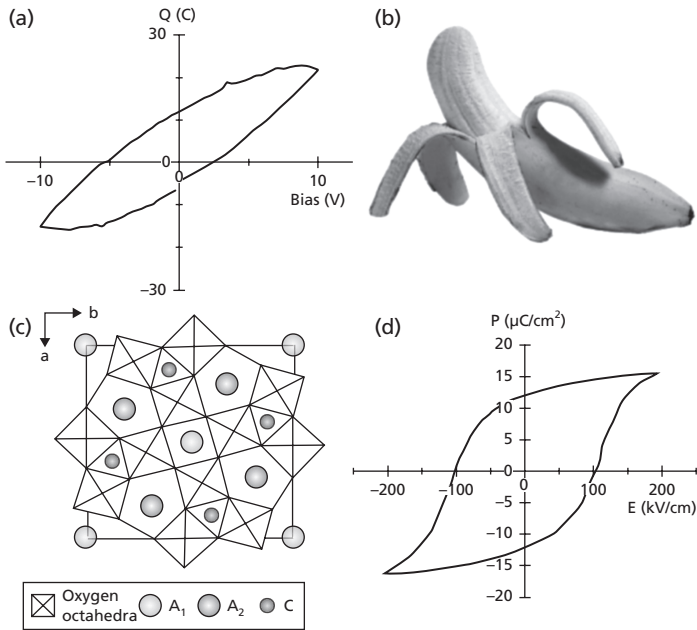 (a)
Q (C)
30
−10
0
0
10
Bias (V)
−30
(b)
(c)
b
a
Oxygen
octahedra
A₁
A₂
C
(d)
P (μC/cm²)
20
15
10
5
0
−200
−100
0
100
200
E (kV/cm)
−5
−10
−15
−20